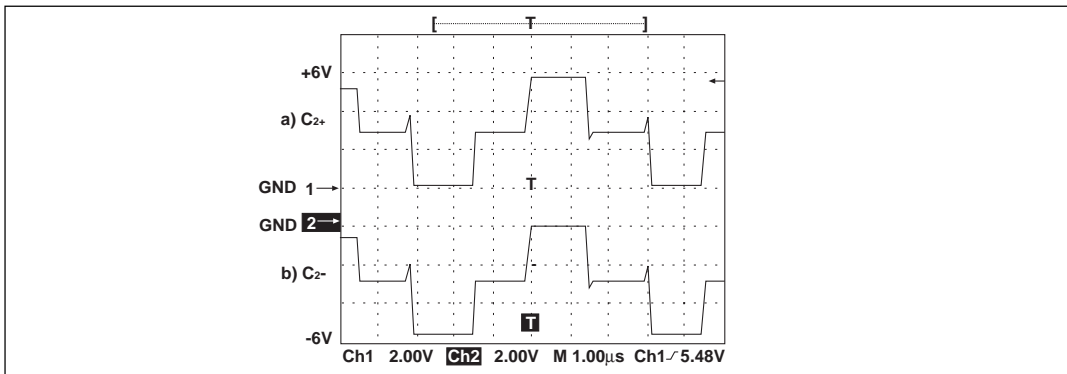 [ T ]
+6V
a) C2+
GND 1→ T
GND 2→
b) C2-
T
-6V
Ch1 2.00V Ch2 2.00V M 1.00µs Ch1 5.48V